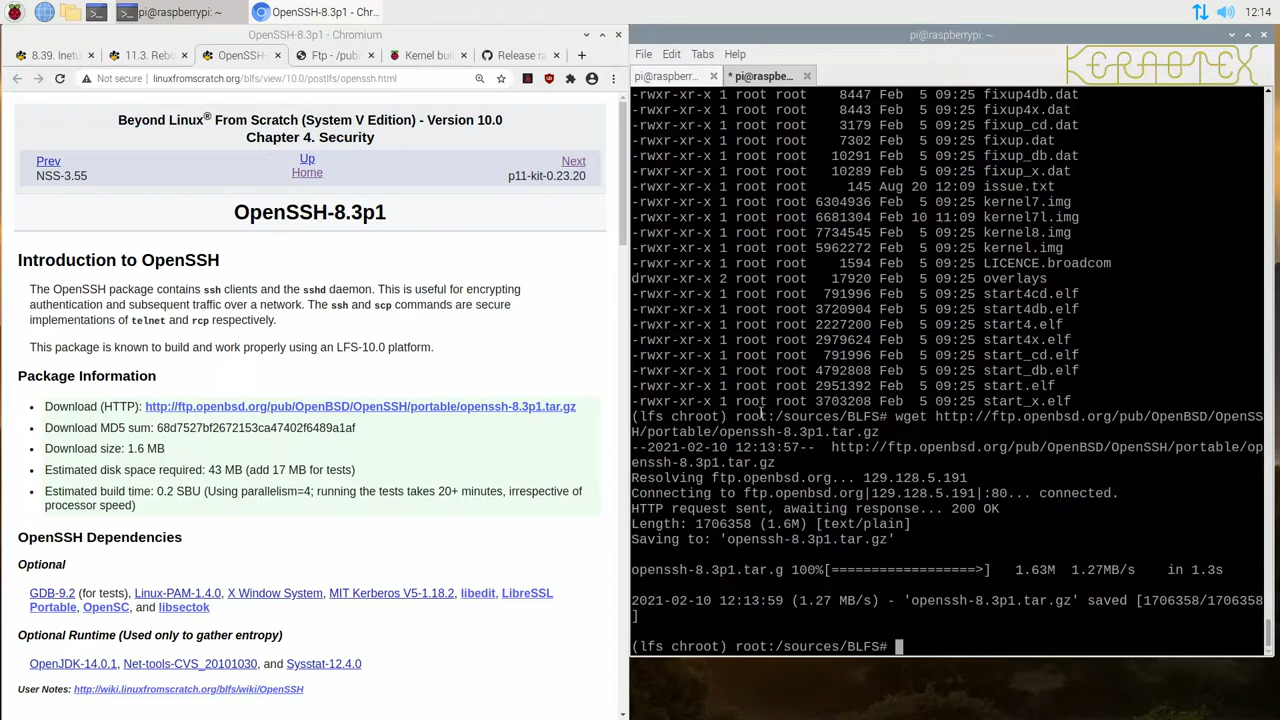 pi@raspberrypi: ~
OpenSSH-8.3p1 - Chr...
12:14
OpenSSH-8.3p1 - Chromium
8.39. Inetu
11.3. Rebo
OpenSSH-
Ftp - /pub/
Kernel buil
Release ra
Not secure | linuxfromscratch.org/blfs/view/10.0/postlfs/openssh.html
Beyond Linux® From Scratch (System V Edition) - Version 10.0
Chapter 4. Security
Prev
Up
Next
NSS-3.55
Home
p11-kit-0.23.20
OpenSSH-8.3p1
Introduction to OpenSSH
The OpenSSH package contains ssh clients and the sshd daemon. This is useful for encrypting
authentication and subsequent traffic over a network. The ssh and scp commands are secure
implementations of telnet and rcp respectively.
This package is known to build and work properly using an LFS-10.0 platform.
Package Information
• Download (HTTP): http://ftp.openbsd.org/pub/OpenBSD/OpenSSH/portable/openssh-8.3p1.tar.gz
• Download MD5 sum: 68d7527bf2672153ca47402f6489a1af
• Download size: 1.6 MB
• Estimated disk space required: 43 MB (add 17 MB for tests)
• Estimated build time: 0.2 SBU (Using parallelism=4; running the tests takes 20+ minutes, irrespective of
processor speed)
OpenSSH Dependencies
Optional
GDB-9.2 (for tests), Linux-PAM-1.4.0, X Window System, MIT Kerberos V5-1.18.2, libedit, LibreSSL
Portable, OpenSC, and libsectok
Optional Runtime (Used only to gather entropy)
OpenJDK-14.0.1, Net-tools-CVS_20101030, and Sysstat-12.4.0
User Notes: http://wiki.linuxfromscratch.org/blfs/wiki/OpenSSH
pi@raspberrypi: ~
File Edit Tabs Help
KERAOTEX
pi@raspberr...
* pi@raspbe...
-rwxr-xr-x 1 root root 8447 Feb 5 09:25 fixup4db.dat
-rwxr-xr-x 1 root root 8443 Feb 5 09:25 fixup4x.dat
-rwxr-xr-x 1 root root 3179 Feb 5 09:25 fixup_cd.dat
-rwxr-xr-x 1 root root 7302 Feb 5 09:25 fixup.dat
-rwxr-xr-x 1 root root 10291 Feb 5 09:25 fixup_db.dat
-rwxr-xr-x 1 root root 10289 Feb 5 09:25 fixup_x.dat
-rwxr-xr-x 1 root root 145 Aug 20 12:09 issue.txt
-rwxr-xr-x 1 root root 6304936 Feb 5 09:25 kernel7.img
-rwxr-xr-x 1 root root 6681304 Feb 10 11:09 kernel7l.img
-rwxr-xr-x 1 root root 7734545 Feb 5 09:25 kernel8.img
-rwxr-xr-x 1 root root 5962272 Feb 5 09:25 kernel.img
-rwxr-xr-x 1 root root 1594 Feb 5 09:25 LICENCE.broadcom
drwxr-xr-x 2 root root 17920 Feb 5 09:25 overlays
-rwxr-xr-x 1 root root 791996 Feb 5 09:25 start4cd.elf
-rwxr-xr-x 1 root root 3720904 Feb 5 09:25 start4db.elf
-rwxr-xr-x 1 root root 2227200 Feb 5 09:25 start4.elf
-rwxr-xr-x 1 root root 2979624 Feb 5 09:25 start4x.elf
-rwxr-xr-x 1 root root 791996 Feb 5 09:25 start_cd.elf
-rwxr-xr-x 1 root root 4792808 Feb 5 09:25 start_db.elf
-rwxr-xr-x 1 root root 2951392 Feb 5 09:25 start.elf
-rwxr-xr-x 1 root root 3703208 Feb 5 09:25 start_x.elf
(lfs chroot) root:/sources/BLFS# wget http://ftp.openbsd.org/pub/OpenBSD/OpenSS
H/portable/openssh-8.3p1.tar.gz
--2021-02-10 12:13:57-- http://ftp.openbsd.org/pub/OpenBSD/OpenSSH/portable/op
enssh-8.3p1.tar.gz
Resolving ftp.openbsd.org... 129.128.5.191
Connecting to ftp.openbsd.org|129.128.5.191|:80... connected.
HTTP request sent, awaiting response... 200 OK
Length: 1706358 (1.6M) [text/plain]
Saving to: 'openssh-8.3p1.tar.gz'
openssh-8.3p1.tar.g 100%[==================>] 1.63M 1.27MB/s in 1.3s
2021-02-10 12:13:59 (1.27 MB/s) - 'openssh-8.3p1.tar.gz' saved [1706358/1706358
]
(lfs chroot) root:/sources/BLFS#